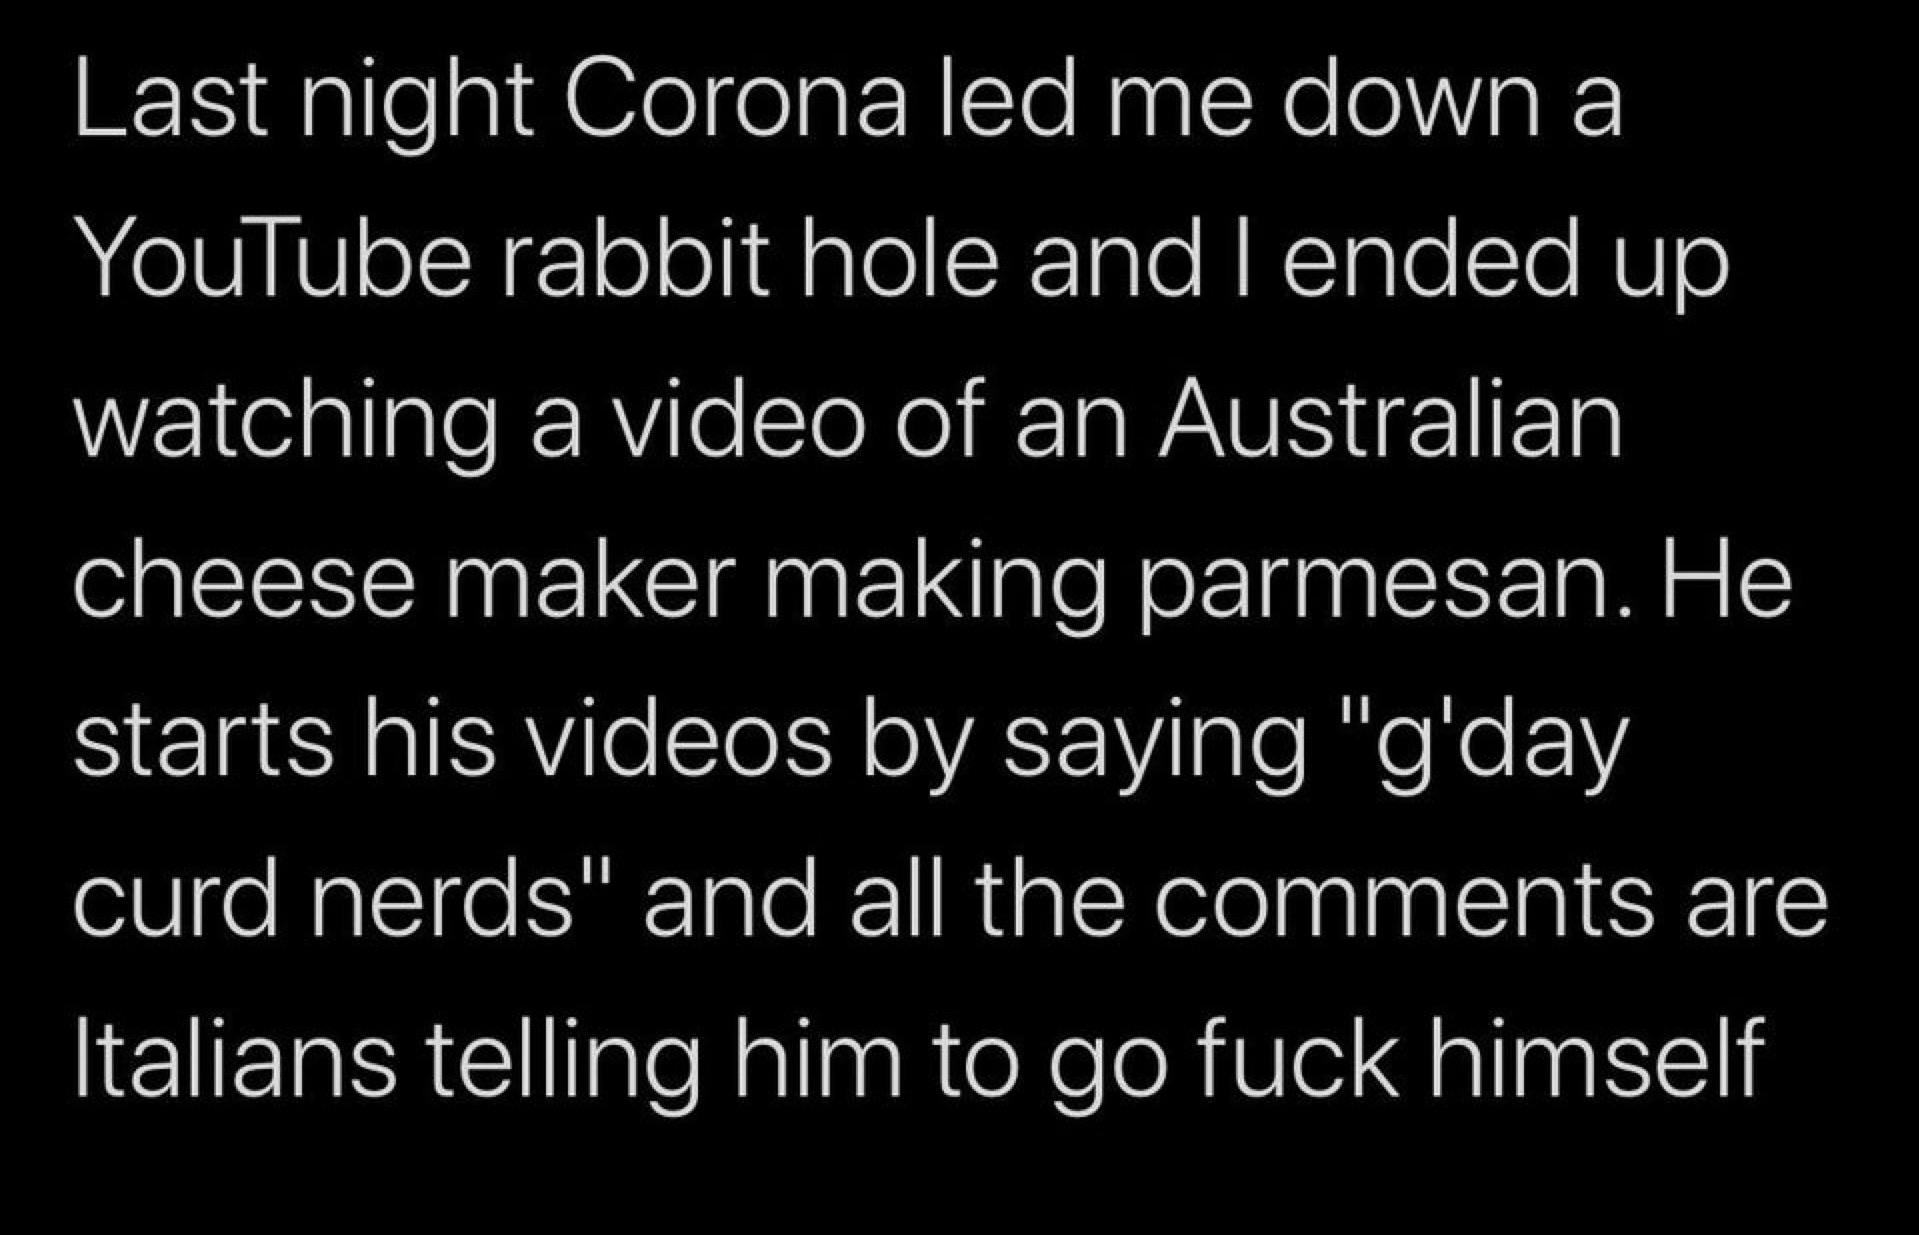 Last night Corona led me down a
YouTube rabbit hole and I ended up
watching a video of an Australian
cheese maker making parmesan. He
starts his videos by saying "g'day
curd nerds" and all the comments are
Italians telling him to go fuck himself